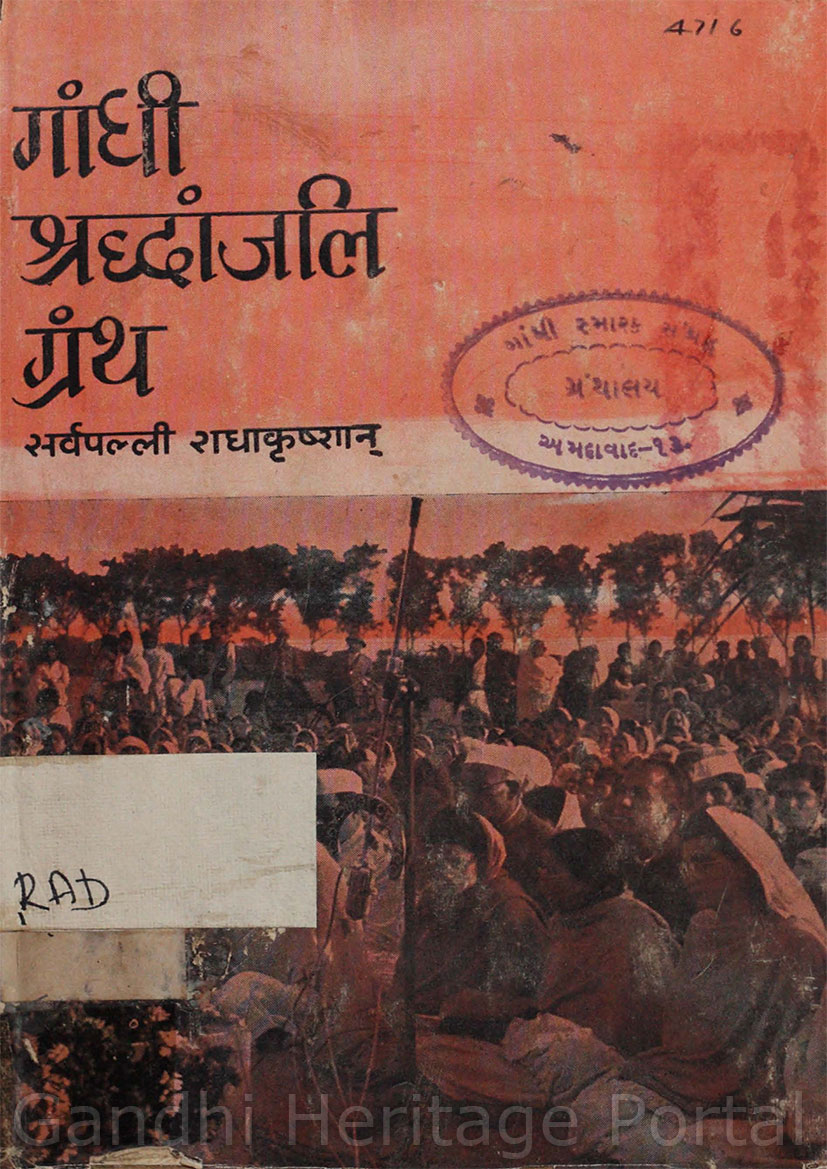 4716
गांधी
श्रद्धांजलि
ग्रंथ
सर्वपल्ली राधाकृष्णन्
ગાંધી સ્મારક સંગ્રહ
ગ્રંથાલય
અમદાવાદ-૧૩.
RAD
Gandhi Heritage Portal